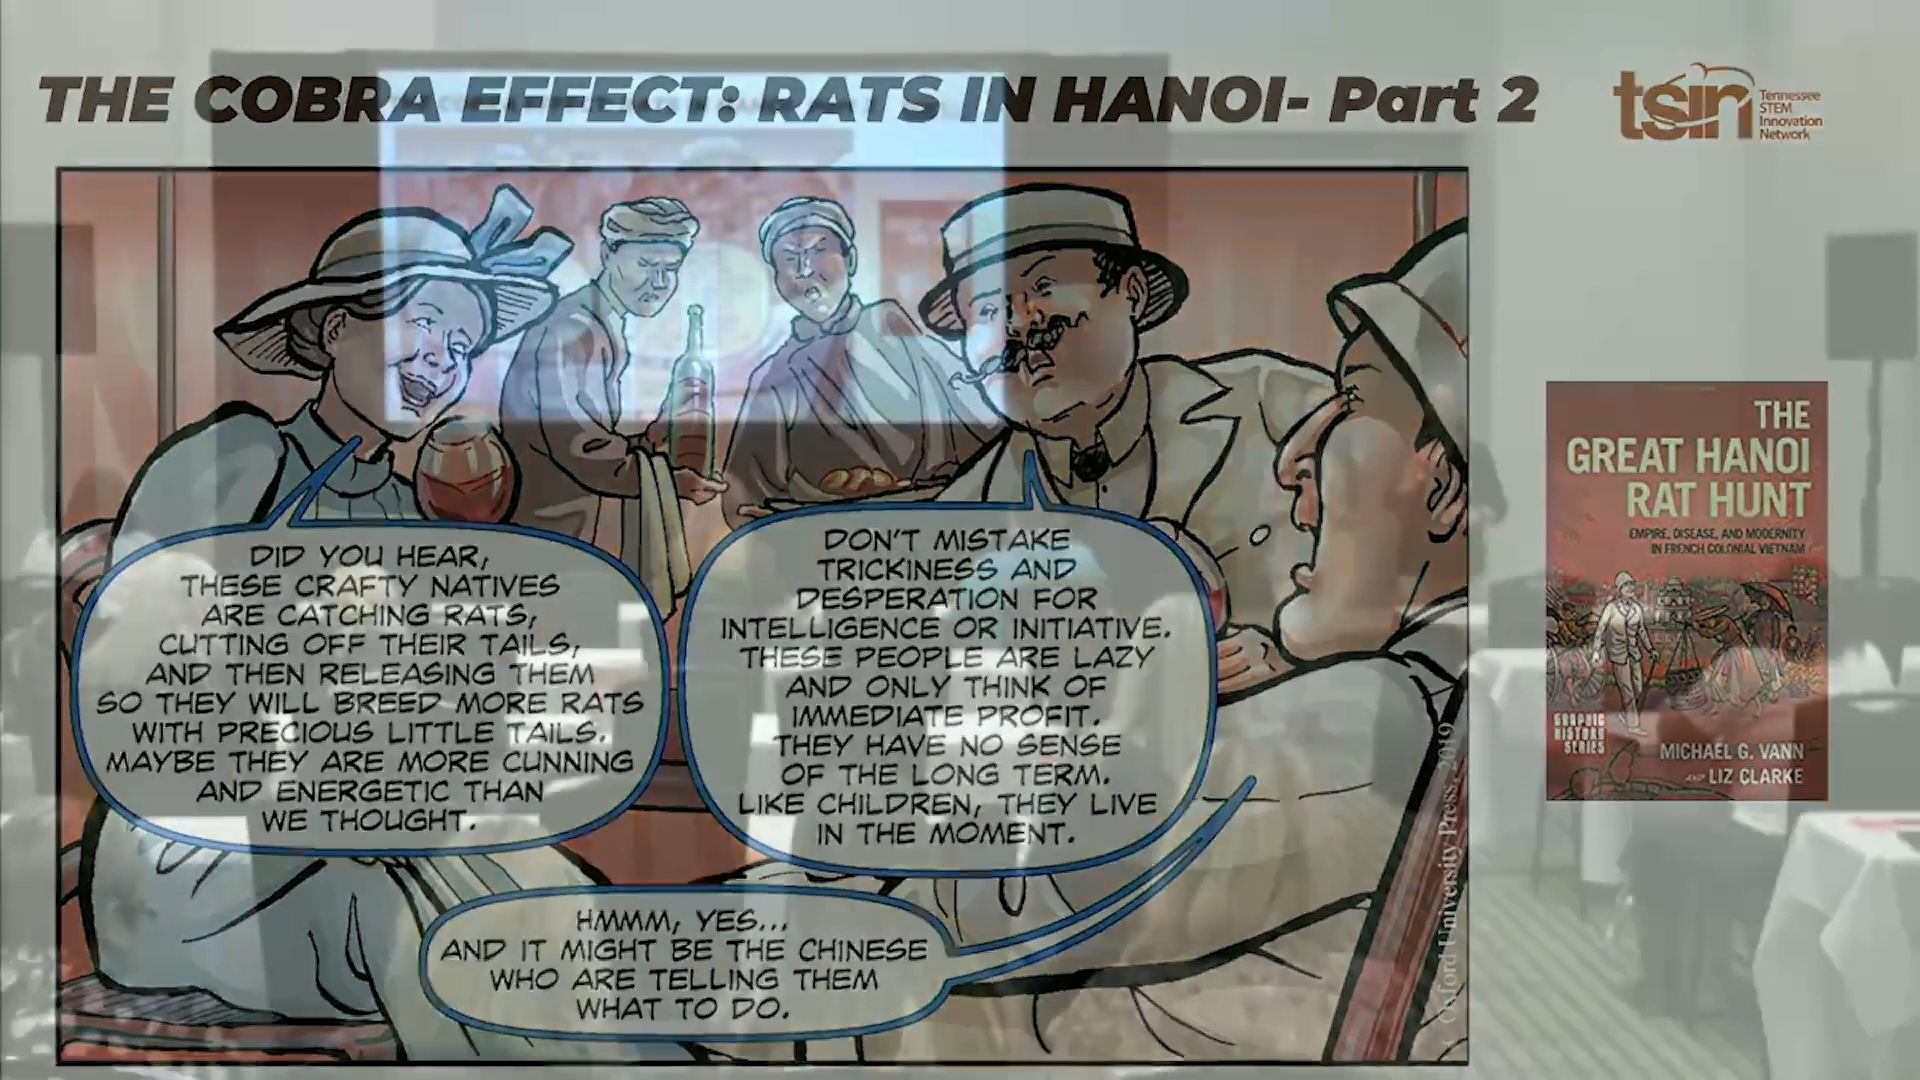 THE COBRA EFFECT: RATS IN HANOI- Part 2
tsin
Tennessee
STEM
Innovation
Network
DID YOU HEAR,
THESE CRAFTY NATIVES
ARE CATCHING RATS,
CUTTING OFF THEIR TAILS,
AND THEN RELEASING THEM
SO THEY WILL BREED MORE RATS
WITH PRECIOUS LITTLE TAILS.
MAYBE THEY ARE MORE CUNNING
AND ENERGETIC THAN
WE THOUGHT.
DON'T MISTAKE
TRICKINESS AND
DESPERATION FOR
INTELLIGENCE OR INITIATIVE.
THESE PEOPLE ARE LAZY
AND ONLY THINK OF
IMMEDIATE PROFIT.
THEY HAVE NO SENSE
OF THE LONG TERM.
LIKE CHILDREN, THEY LIVE
IN THE MOMENT.
HMMM, YES...
AND IT MIGHT BE THE CHINESE
WHO ARE TELLING THEM
WHAT TO DO.
Oxford University Press, 2019
THE
GREAT HANOI
RAT HUNT
EMPIRE, DISEASE, AND MODERNITY
IN FRENCH COLONIAL VIETNAM
GRAPHIC
HISTORY
SERIES
MICHAEL G. VANN
AND LIZ CLARKE